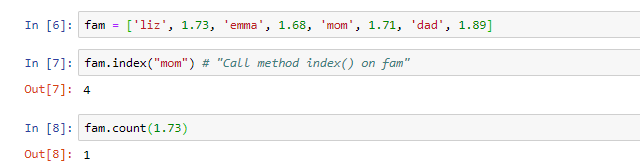 In [6]: fam = ['liz', 1.73, 'emma', 1.68, 'mom', 1.71, 'dad', 1.89]
In [7]: fam.index("mom") # "Call method index() on fam"
Out[7]: 4
In [8]: fam.count(1.73)
Out[8]: 1